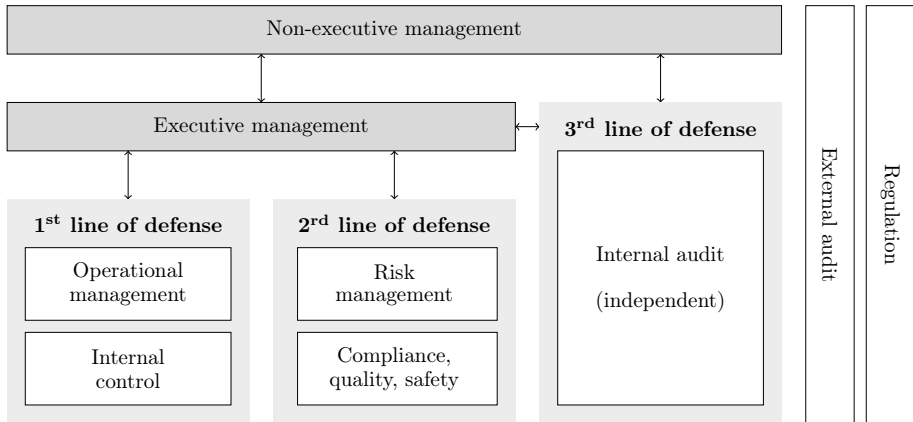 Non-executive management
Executive management
3rd line of defense
1st line of defense
2rd line of defense
Operational
management
Internal
control
Risk
management
Compliance,
quality, safety
Internal audit
(independent)
External audit
Regulation